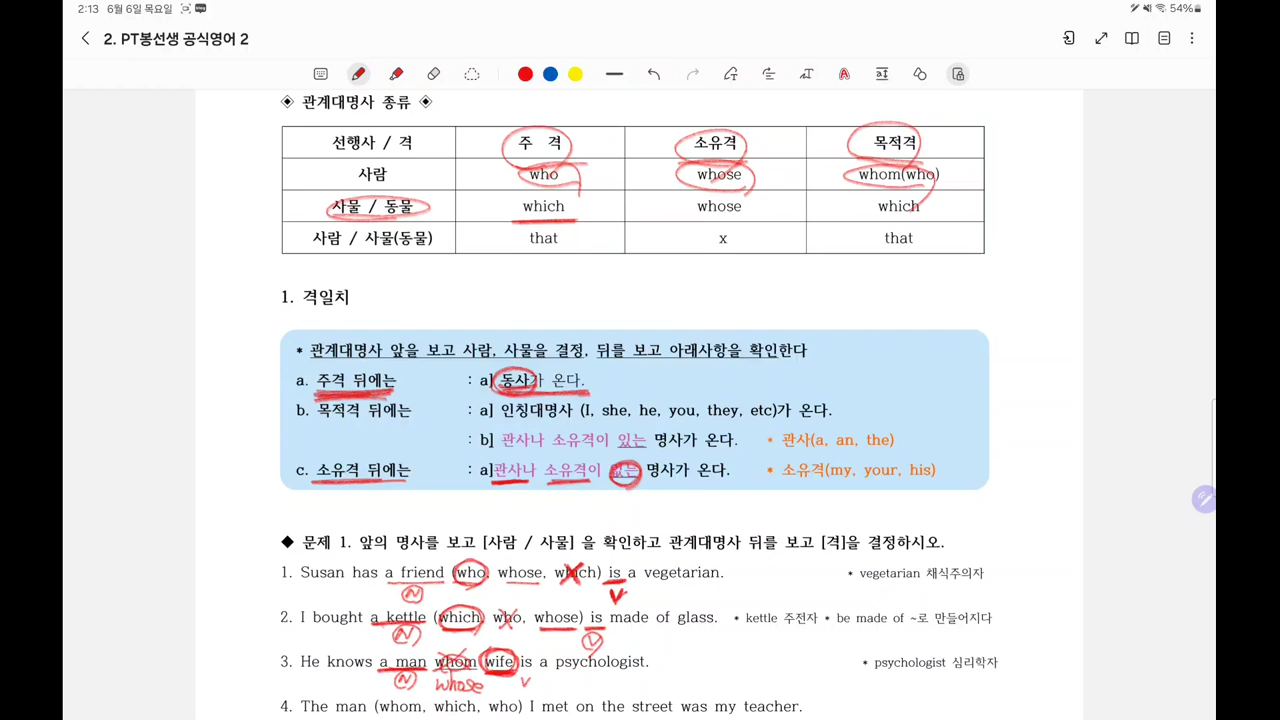 2:13 6월 6일 목요일 54%
2. PT봉선생 공식영어 2
◈ 관계대명사 종류 ◈
선행사 / 격 주 격 소유격 목적격
사람 who whose whom(who)
사물 / 동물 which whose which
사람 / 사물(동물) that x that
1. 격일치
* 관계대명사 앞을 보고 사람, 사물을 결정, 뒤를 보고 아래사항을 확인한다
a. 주격 뒤에는 : a] 동사가 온다.
b. 목적격 뒤에는 : a] 인칭대명사 (I, she, he, you, they, etc)가 온다.
: b] 관사나 소유격이 있는 명사가 온다. * 관사(a, an, the)
c. 소유격 뒤에는 : a]관사나 소유격이 없는 명사가 온다. * 소유격(my, your, his)
◆ 문제 1. 앞의 명사를 보고 [사람 / 사물] 을 확인하고 관계대명사 뒤를 보고 [격]을 결정하시오.
1. Susan has a friend (who, whose, which) is a vegetarian. * vegetarian 채식주의자
N V
2. I bought a kettle (which, who, whose) is made of glass. * kettle 주전자 * be made of ~로 만들어지다
N V
3. He knows a man whom wife is a psychologist. * psychologist 심리학자
N whose V
4. The man (whom, which, who) I met on the street was my teacher.